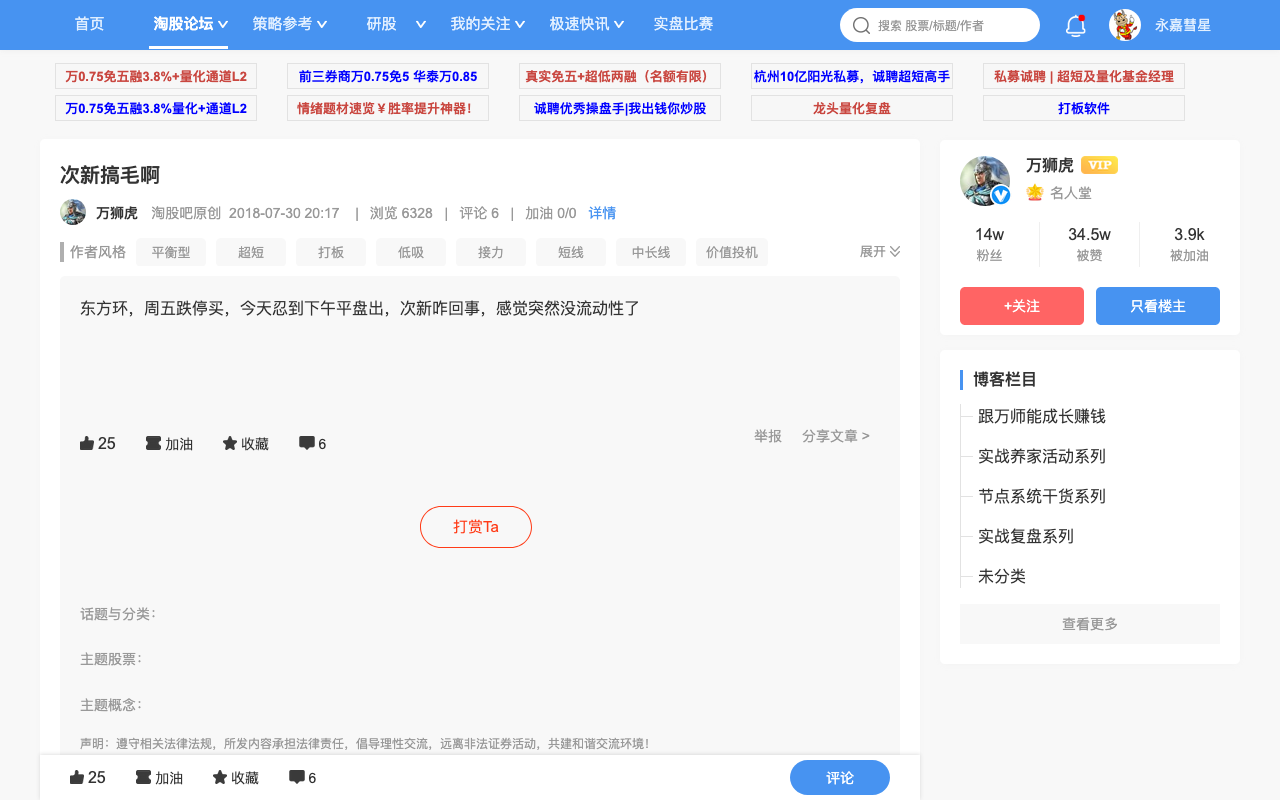 首页 淘股论坛 策略参考 研股 我的关注 极速快讯 实盘比赛 搜索 股票/标题/作者 永嘉彗星
万0.75免五融3.8%+量化通道L2 前三券商万0.75免5 华泰万0.85 真实免五+超低两融（名额有限） 杭州10亿阳光私募，诚聘超短高手 私募诚聘 | 超短及量化基金经理
万0.75免五融3.8%量化+通道L2 情绪题材速览￥胜率提升神器！ 诚聘优秀操盘手|我出钱你炒股 龙头量化复盘 打板软件
次新搞毛啊
万狮虎 淘股吧原创 2018-07-30 20:17 | 浏览 6328 | 评论 6 | 加油 0/0 详情
作者风格 平衡型 超短 打板 低吸 接力 短线 中长线 价值投机 展开
东方环，周五跌停买，今天忍到下午平盘出，次新咋回事，感觉突然没流动性了
25 加油 收藏 6 举报 分享文章 >
打赏Ta
话题与分类：
主题股票：
主题概念：
声明：遵守相关法律法规，所发内容承担法律责任，倡导理性交流，远离非法证券活动，共建和谐交流环境！
25 加油 收藏 6 评论
万狮虎 VIP
名人堂
14w 34.5w 3.9k
粉丝 被赞 被加油
+关注 只看楼主
博客栏目
跟万师能成长赚钱
实战养家活动系列
节点系统干货系列
实战复盘系列
未分类
查看更多